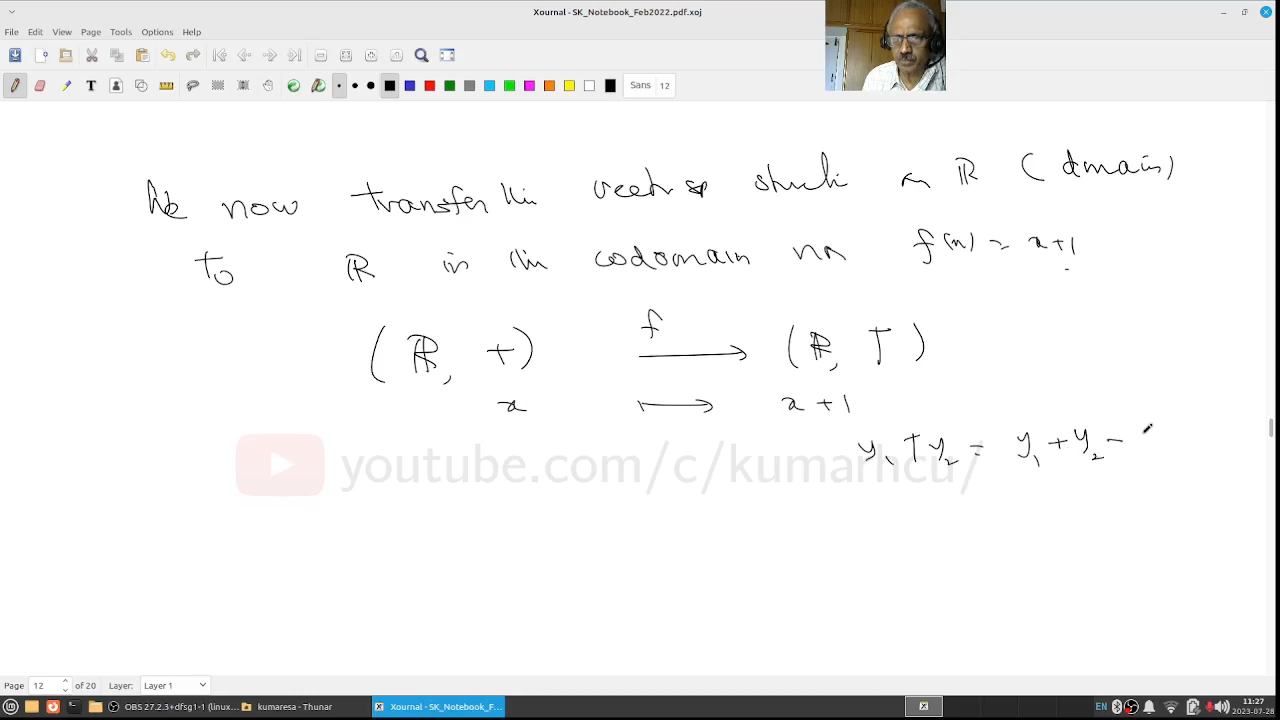 Xournal - SK_Notebook_Feb2022.pdf.xoj
File Edit View Page Tools Options Help
Sans 12
We now transfer the vector sp struc on ℝ (domain)
to ℝ in the codomain via f(x) = x+1
(ℝ, +) f (ℝ, †)
x ⟼ x + 1
y₁ † y₂ = y₁ + y₂ -
youtube.com/c/kumarhcu/
Page 12 of 20 Layer: Layer 1
OBS 27.2.3+dfsg1-1 (linux... kumaresa - Thunar Xournal - SK_Notebook_F... EN 11:27
2023-07-28